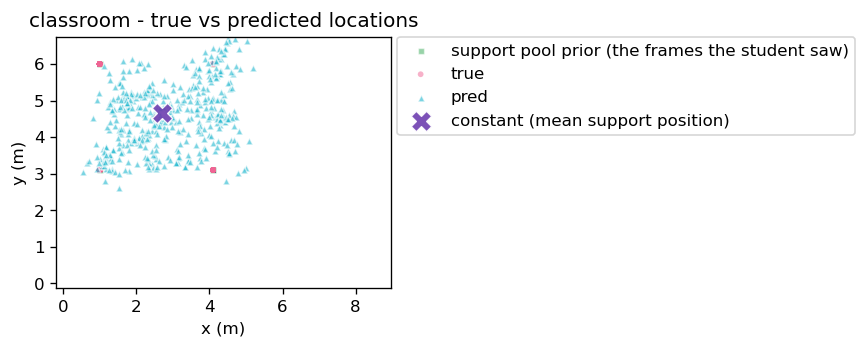 classroom - true vs predicted locations
support pool prior (the frames the student saw)
true
pred
constant (mean support position)
y (m)
6
5
4
3
2
1
0
0 2 4 6 8
x (m)